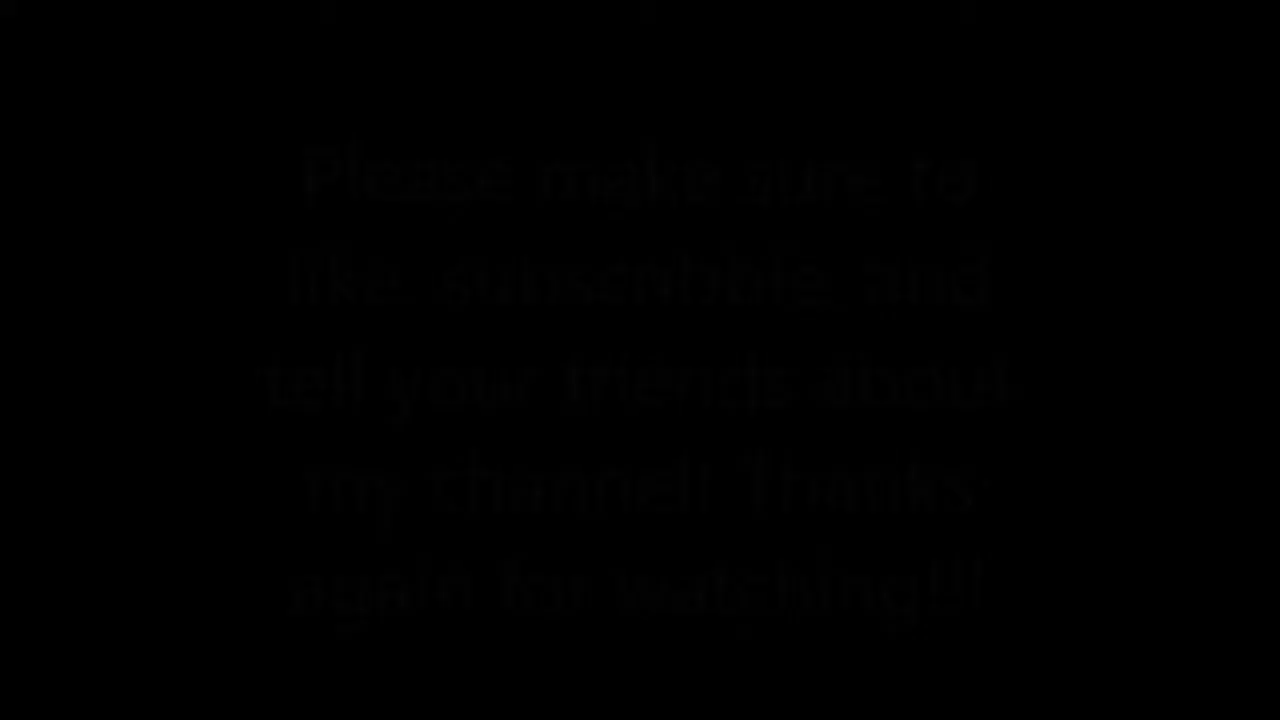 Please make sure to
like, subscribe, and
tell your friends about
my channel! Thanks
again for watching!!!